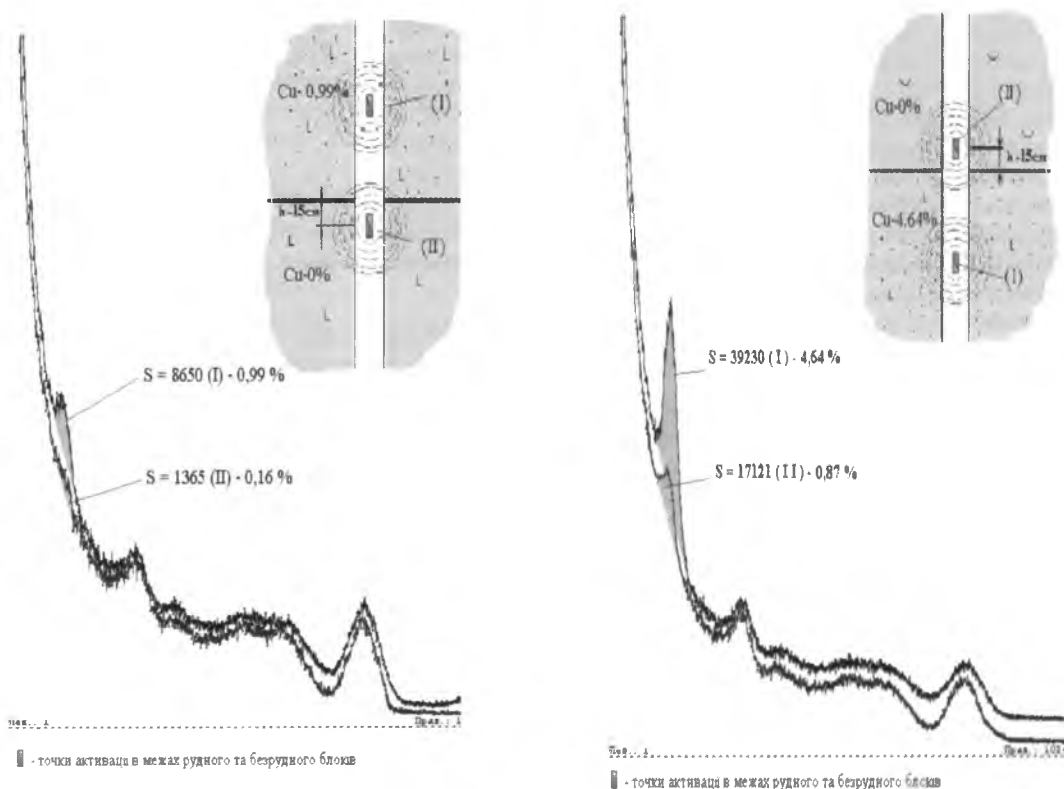 Cu- 0,99%
(I)
h-15cm
(II)
Cu-0%
S = 8650 (I) - 0,99 %
S = 1365 (II) - 0,16 %
- точки активації в межах рудного та безрудного блоків
Cu-0%
(II)
h-15cm
Cu-4.64%
(I)
S = 39230 (I) - 4,64 %
S = 17121 (II) - 0,87 %
- точки активації в межах рудного та безрудного блоків